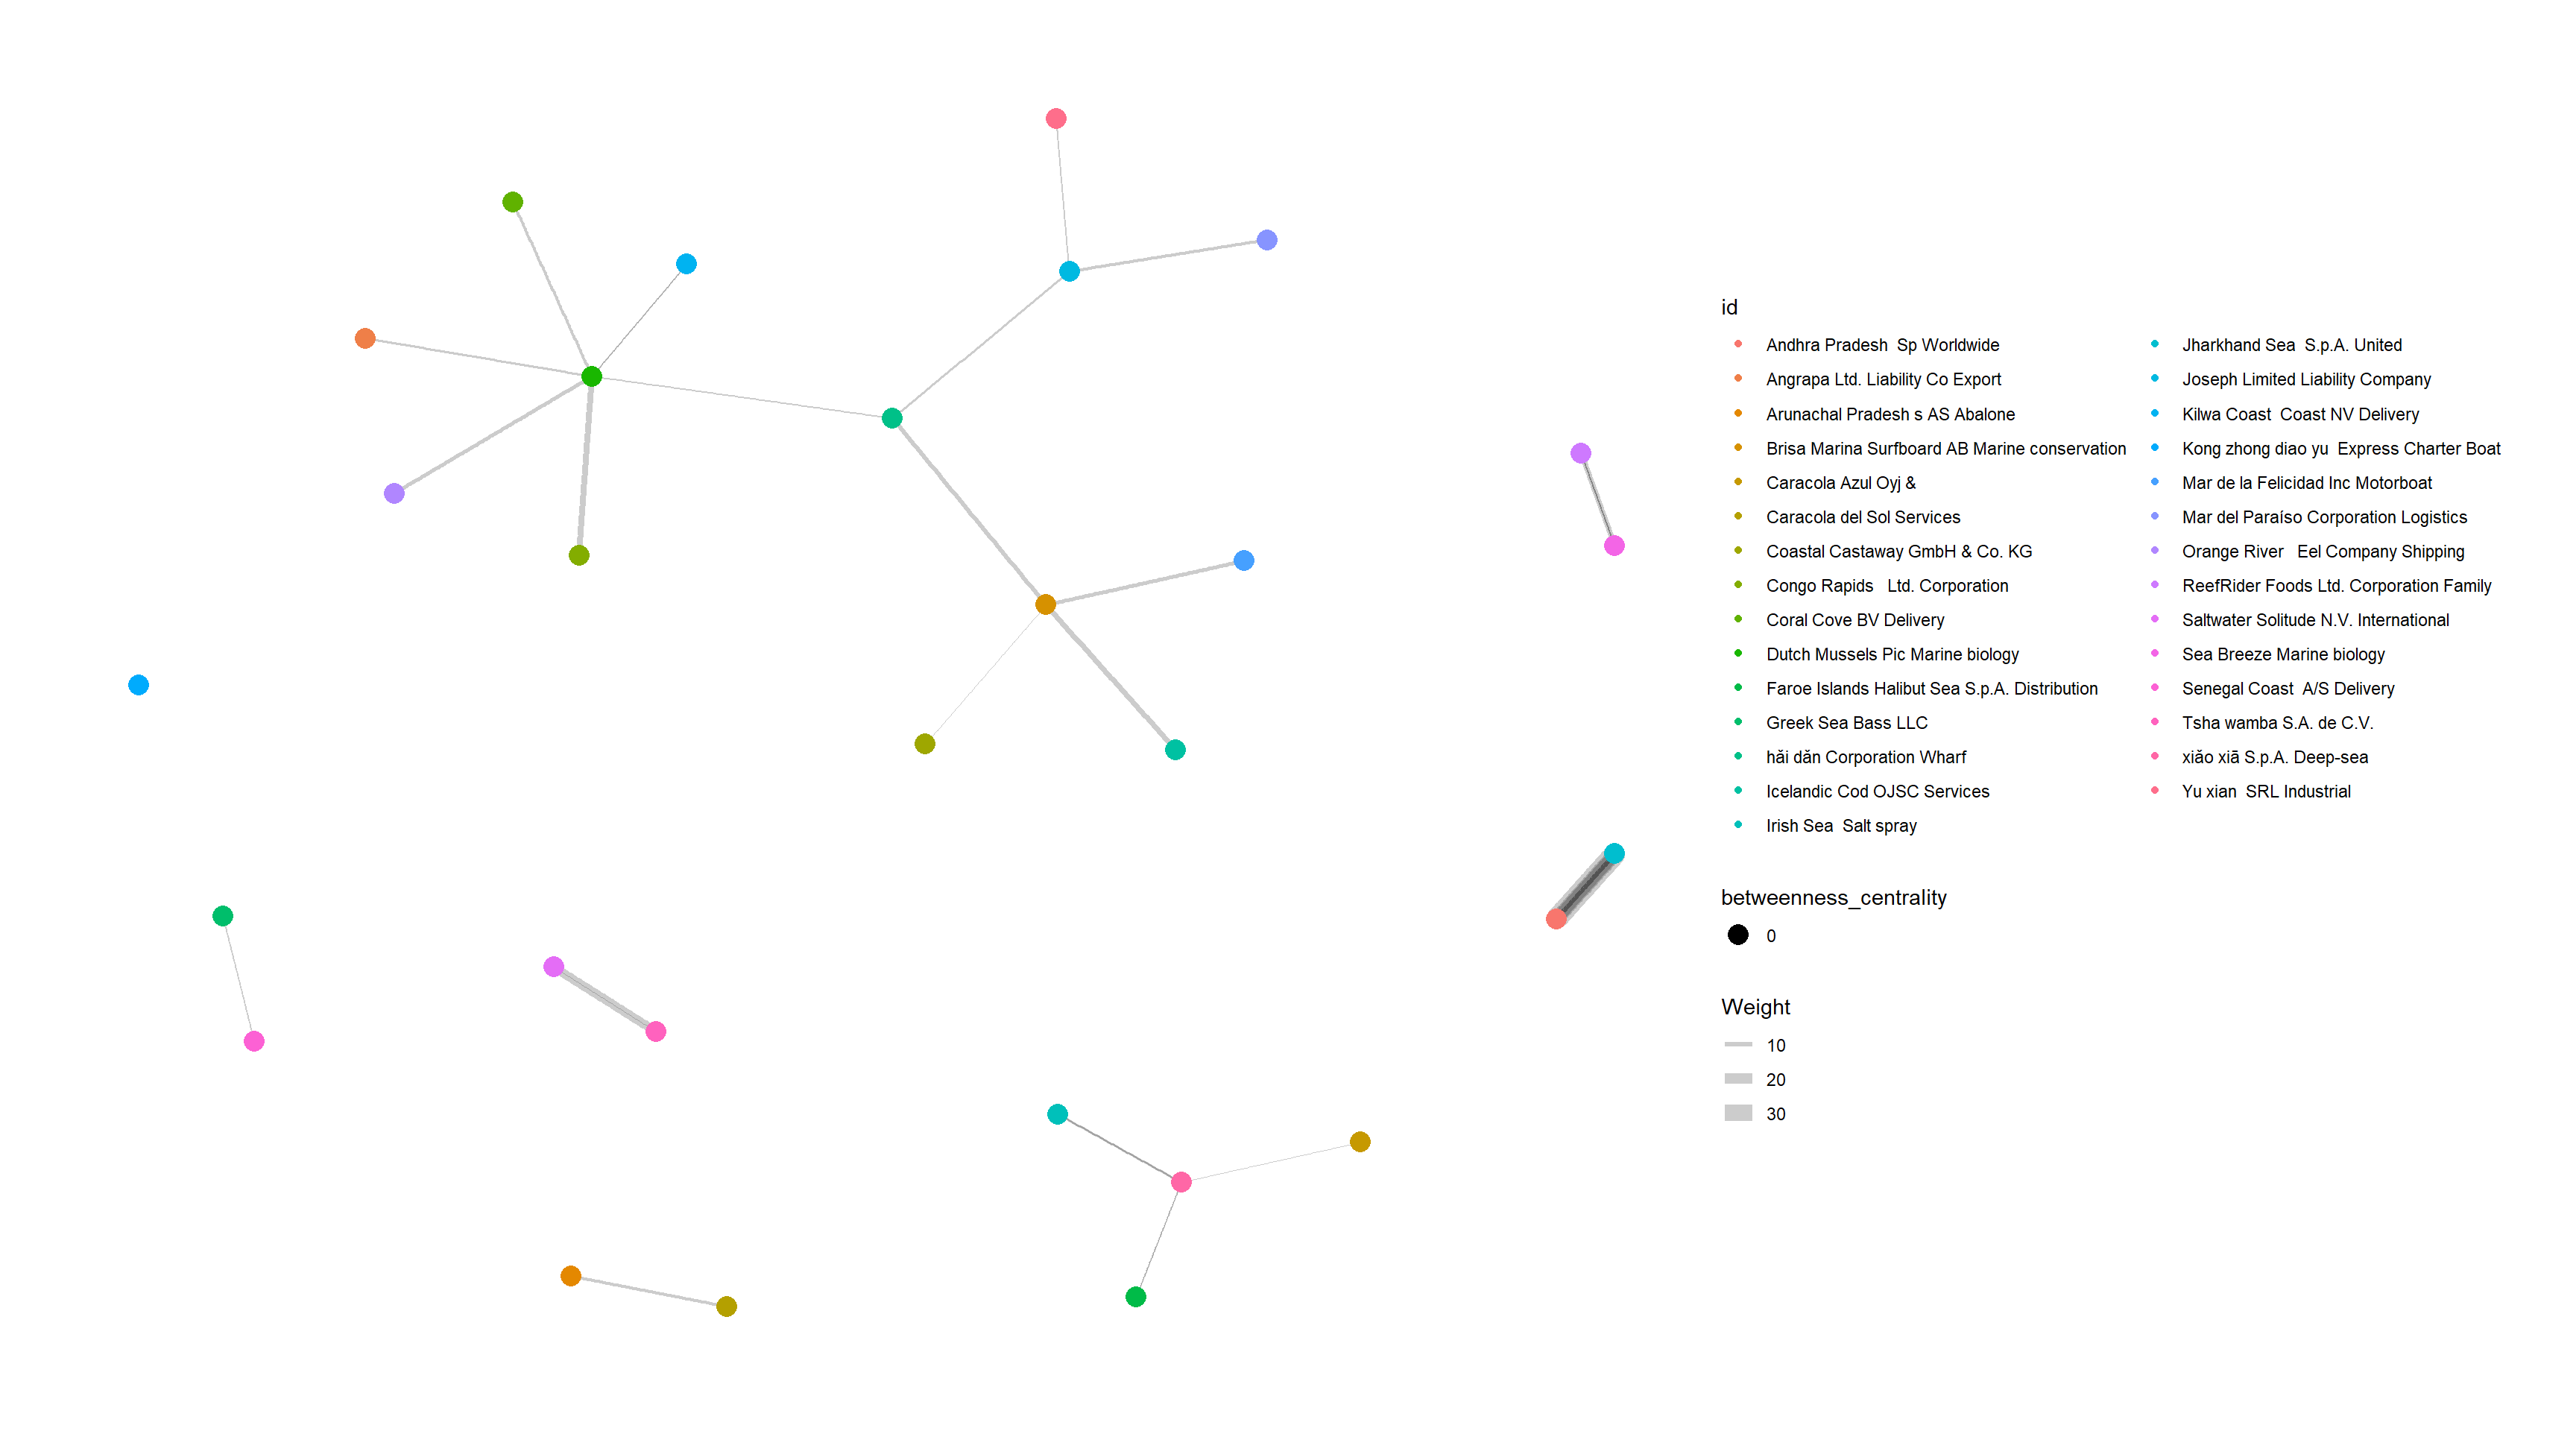 id
Andhra Pradesh  Sp Worldwide
Angrapa Ltd. Liability Co Export
Arunachal Pradesh s AS Abalone
Brisa Marina Surfboard AB Marine conservation
Caracola Azul Oyj &
Caracola del Sol Services
Coastal Castaway GmbH & Co. KG
Congo Rapids   Ltd. Corporation
Coral Cove BV Delivery
Dutch Mussels Pic Marine biology
Faroe Islands Halibut Sea S.p.A. Distribution
Greek Sea Bass LLC
hǎi dǎn Corporation Wharf
Icelandic Cod OJSC Services
Irish Sea  Salt spray
Jharkhand Sea  S.p.A. United
Joseph Limited Liability Company
Kilwa Coast  Coast NV Delivery
Kong zhong diao yu  Express Charter Boat
Mar de la Felicidad Inc Motorboat
Mar del Paraíso Corporation Logistics
Orange River   Eel Company Shipping
ReefRider Foods Ltd. Corporation Family
Saltwater Solitude N.V. International
Sea Breeze Marine biology
Senegal Coast  A/S Delivery
Tsha wamba S.A. de C.V.
xiǎo xiā S.p.A. Deep-sea
Yu xian  SRL Industrial
betweenness_centrality
0
Weight
10
20
30